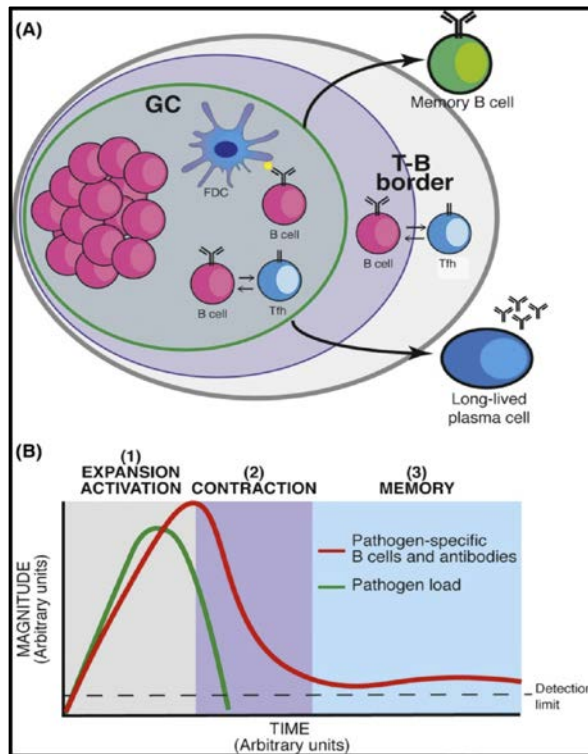 (A)
GC
FDC
B cell
B cell
Tfh
T-B
border
B cell
Tfh
Memory B cell
Long-lived
plasma cell
(B)
(1)
EXPANSION
ACTIVATION
(2)
CONTRACTION
(3)
MEMORY
MAGNITUDE
(Arbitrary units)
Pathogen-specific
B cells and antibodies
Pathogen load
Detection
limit
TIME
(Arbitrary units)